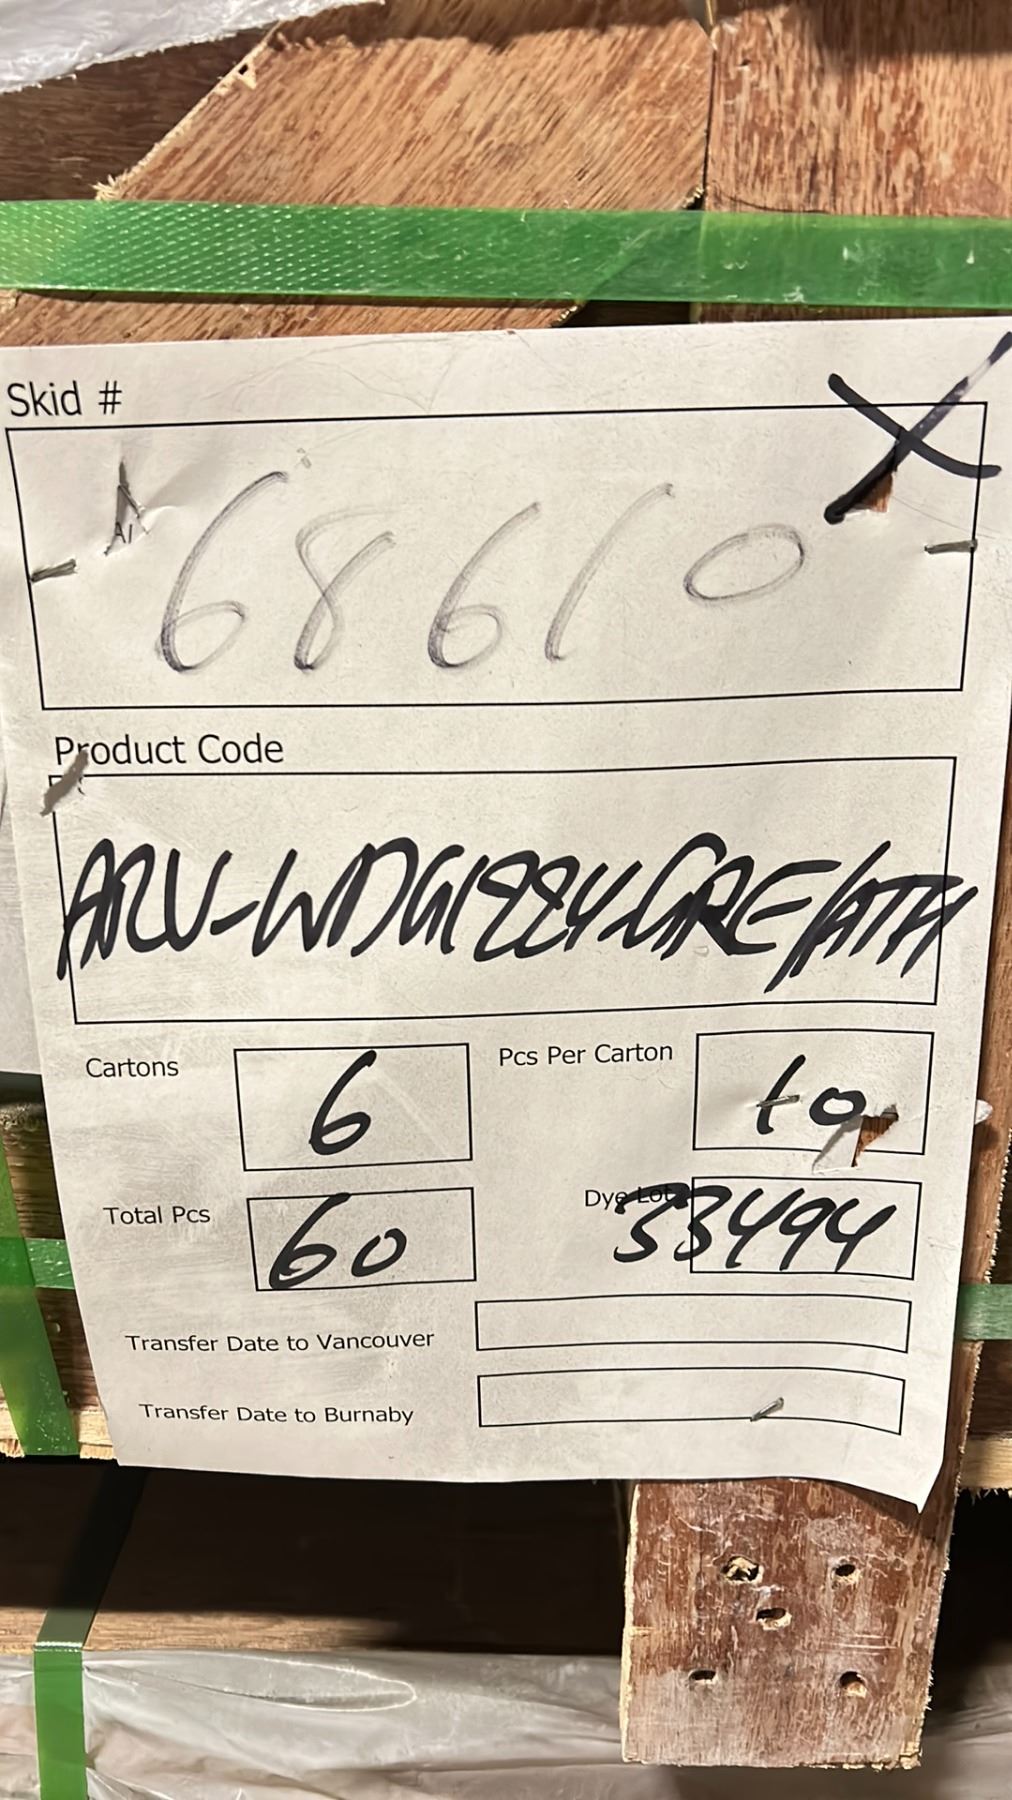 Skid #
68610
Product Code
ARV-WDG1884-GRE/ATH
Cartons 6 Pcs Per Carton 10
Total Pcs 60 Dye Lot 33494
Transfer Date to Vancouver
Transfer Date to Burnaby